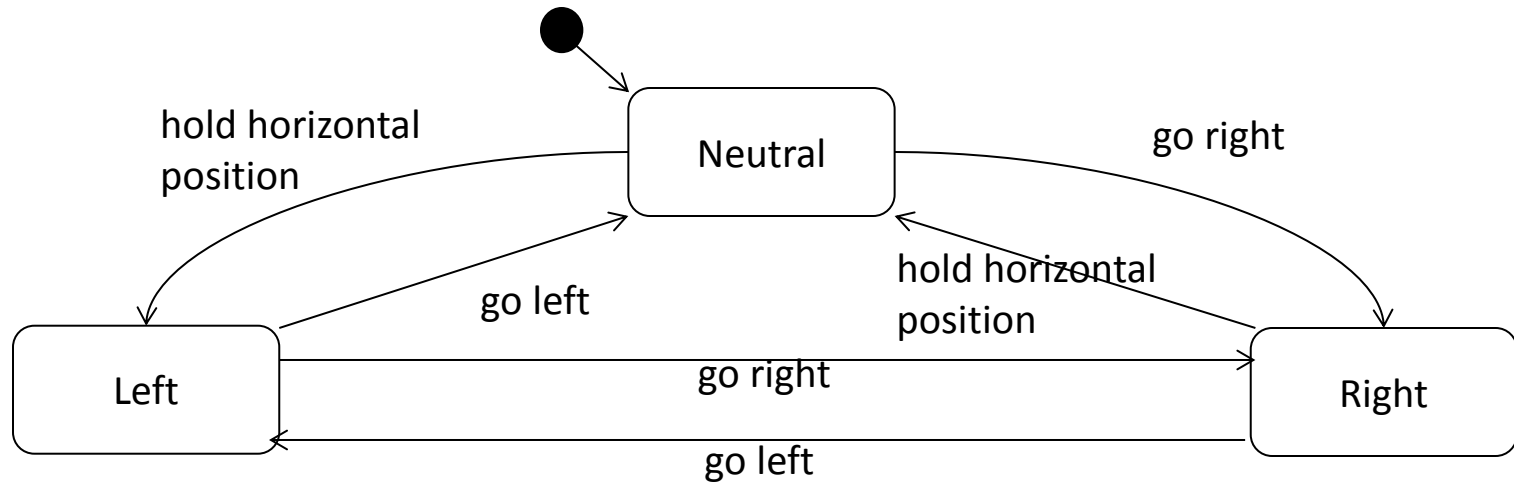 hold horizontal
position
Neutral
go right
go left
hold horizontal
position
Left
go right
Right
go left